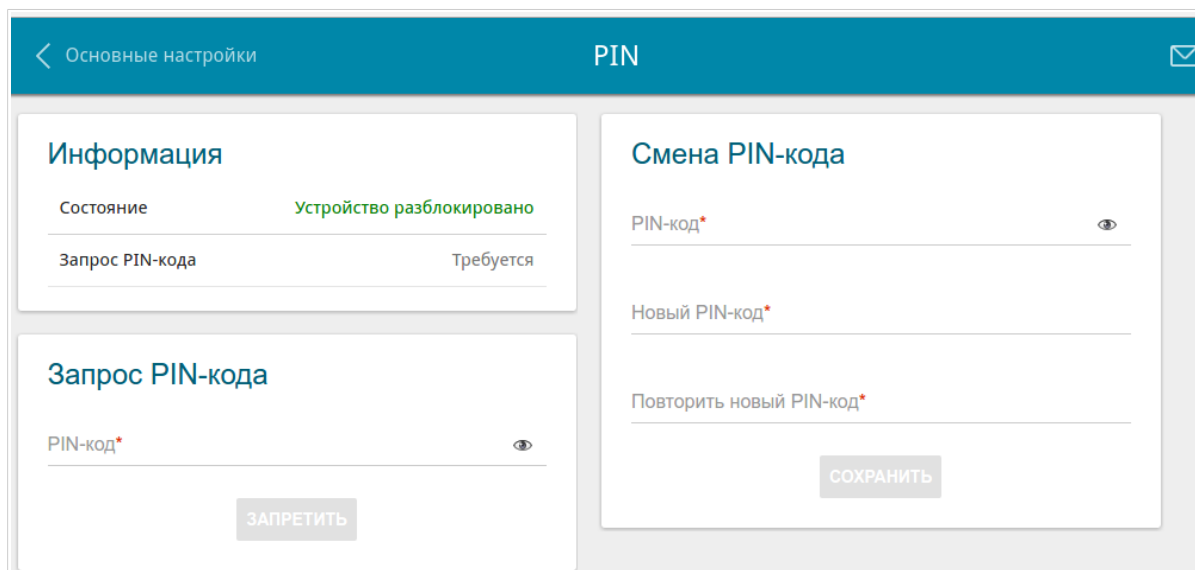 Основные настройки
PIN
Информация
Состояние Устройство разблокировано
Запрос PIN-кода Требуется
Запрос PIN-кода
PIN-код*
ЗАПРЕТИТЬ
Смена PIN-кода
PIN-код*
Новый PIN-код*
Повторить новый PIN-код*
СОХРАНИТЬ